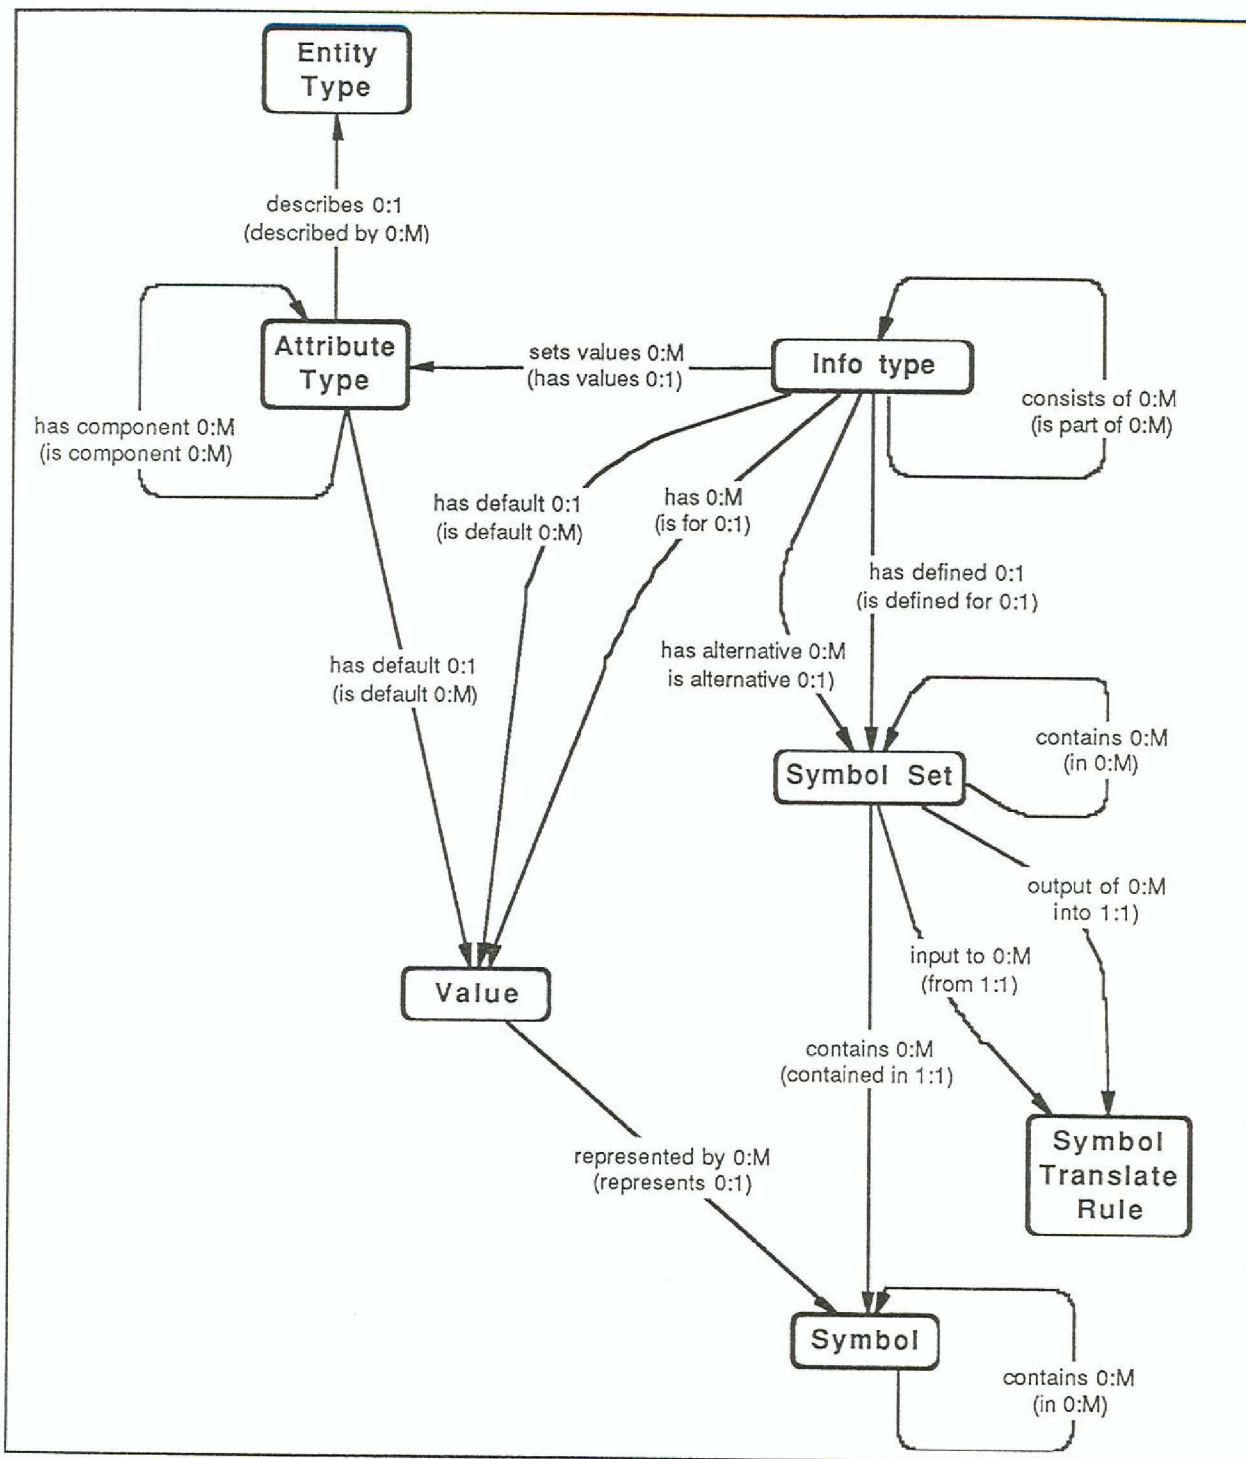 Entity
Type
describes 0:1
(described by 0:M)
Attribute
Type
sets values 0:M
(has values 0:1)
Info type
consists of 0:M
(is part of 0:M)
has component 0:M
(is component 0:M)
has default 0:1
(is default 0:M)
has 0:M
(is for 0:1)
has defined 0:1
(is defined for 0:1)
has alternative 0:M
is alternative 0:1)
has default 0:1
(is default 0:M)
contains 0:M
(in 0:M)
Symbol Set
output of 0:M
into 1:1)
input to 0:M
(from 1:1)
Value
contains 0:M
(contained in 1:1)
Symbol
Translate
Rule
represented by 0:M
(represents 0:1)
Symbol
contains 0:M
(in 0:M)